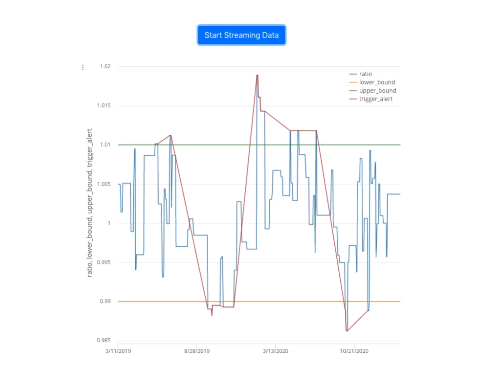 Start Streaming Data
1.02
1.015
1.01
1.005
1
0.995
0.99
0.985
ratio, lower_bound, upper_bound, trigger_alert
3/11/2019
8/28/2019
3/13/2020
10/21/2020
ratio
lower_bound
upper_bound
trigger_alert